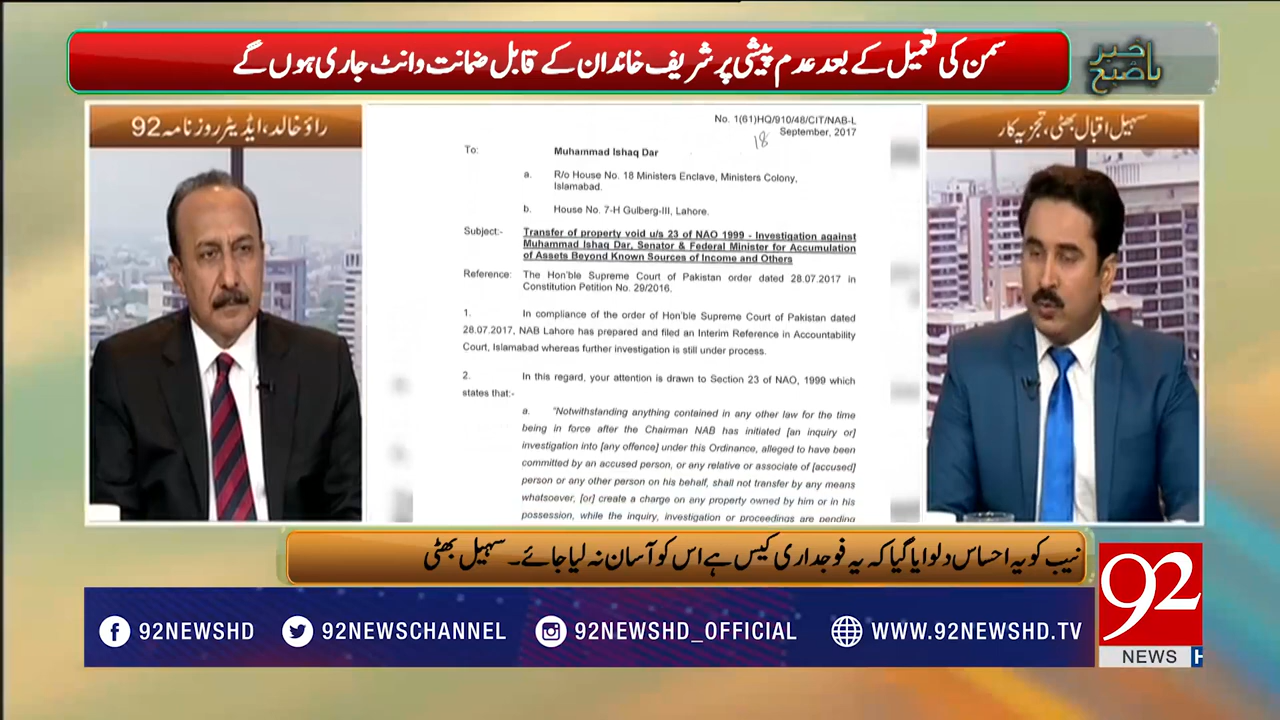 سمن کی تعمیل کے بعد عدم پیشی پر شریف خاندان کے قابل ضمانت وانٹ جاری ہوں گے
باخبر صبح
راؤ خالد، ایڈیٹر روزنامہ 92
سہیل اقبال بھٹی، تجزیہ کار
No. 1(61)HQ/910/48/CIT/NAB-L
18 September, 2017
To: Muhammad Ishaq Dar
a. R/o House No. 18 Ministers Enclave, Ministers Colony,
Islamabad.
b. House No. 7-H Gulberg-III, Lahore.
Subject:- Transfer of property void u/s 23 of NAO 1999 - Investigation against
Muhammad Ishaq Dar, Senator & Federal Minister for Accumulation
of Assets Beyond Known Sources of Income and Others
Reference: The Hon'ble Supreme Court of Pakistan order dated 28.07.2017 in
Constitution Petition No. 29/2016.
1. In compliance of the order of Hon'ble Supreme Court of Pakistan dated
28.07.2017, NAB Lahore has prepared and filed an Interim Reference in Accountability
Court, Islamabad whereas further investigation is still under process.
2. In this regard, your attention is drawn to Section 23 of NAO, 1999 which
states that:-
a. "Notwithstanding anything contained in any other law for the time
being in force after the Chairman NAB has initiated [an inquiry or]
investigation into [any offence] under this Ordinance, alleged to have been
committed by an accused person, or any relative or associate of [accused]
person or any other person on his behalf, shall not transfer by any means
whatsoever, [or] create a charge on any property owned by him or in his
possession, while the inquiry, investigation or proceedings are pending
نیب کو یہ احساس دلوایا گیا کہ یہ فوجداری کیس ہے اس کو آسان نہ لیا جائے۔ سہیل بھٹی
92NEWSHD 92NEWSCHANNEL 92NEWSHD_OFFICIAL WWW.92NEWSHD.TV
92
NEWS H